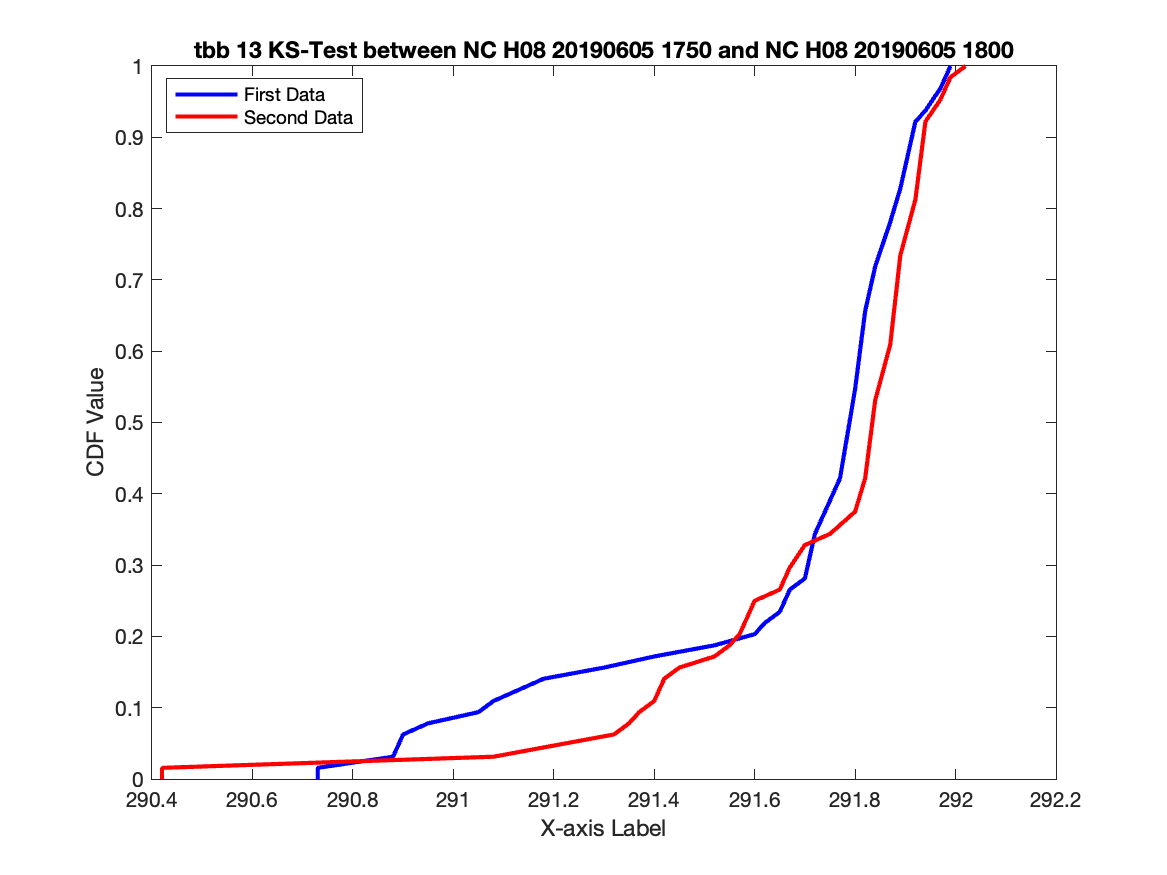 tbb 13 KS-Test between NC H08 20190605 1750 and NC H08 20190605 1800
First Data
Second Data
1
0.9
0.8
0.7
0.6
0.5
0.4
0.3
0.2
0.1
0
CDF Value
290.4 290.6 290.8 291 291.2 291.4 291.6 291.8 292 292.2
X-axis Label